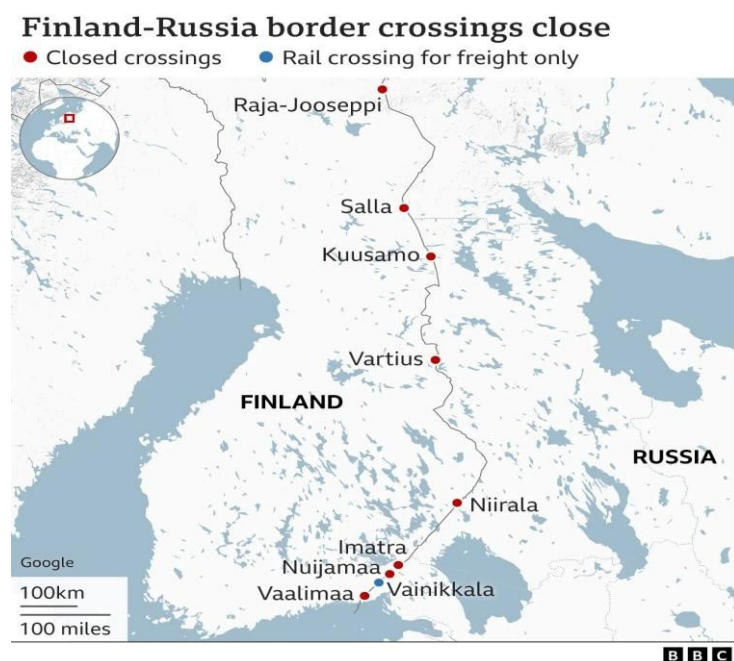 Finland-Russia border crossings close
Closed crossings
Rail crossing for freight only
Raja-Jooseppi
Salla
Kuusamo
Vartius
FINLAND
RUSSIA
Niirala
Imatra
Nuijamaa
Vainikkala
Vaalimaa
Google
100km
100 miles
BBC